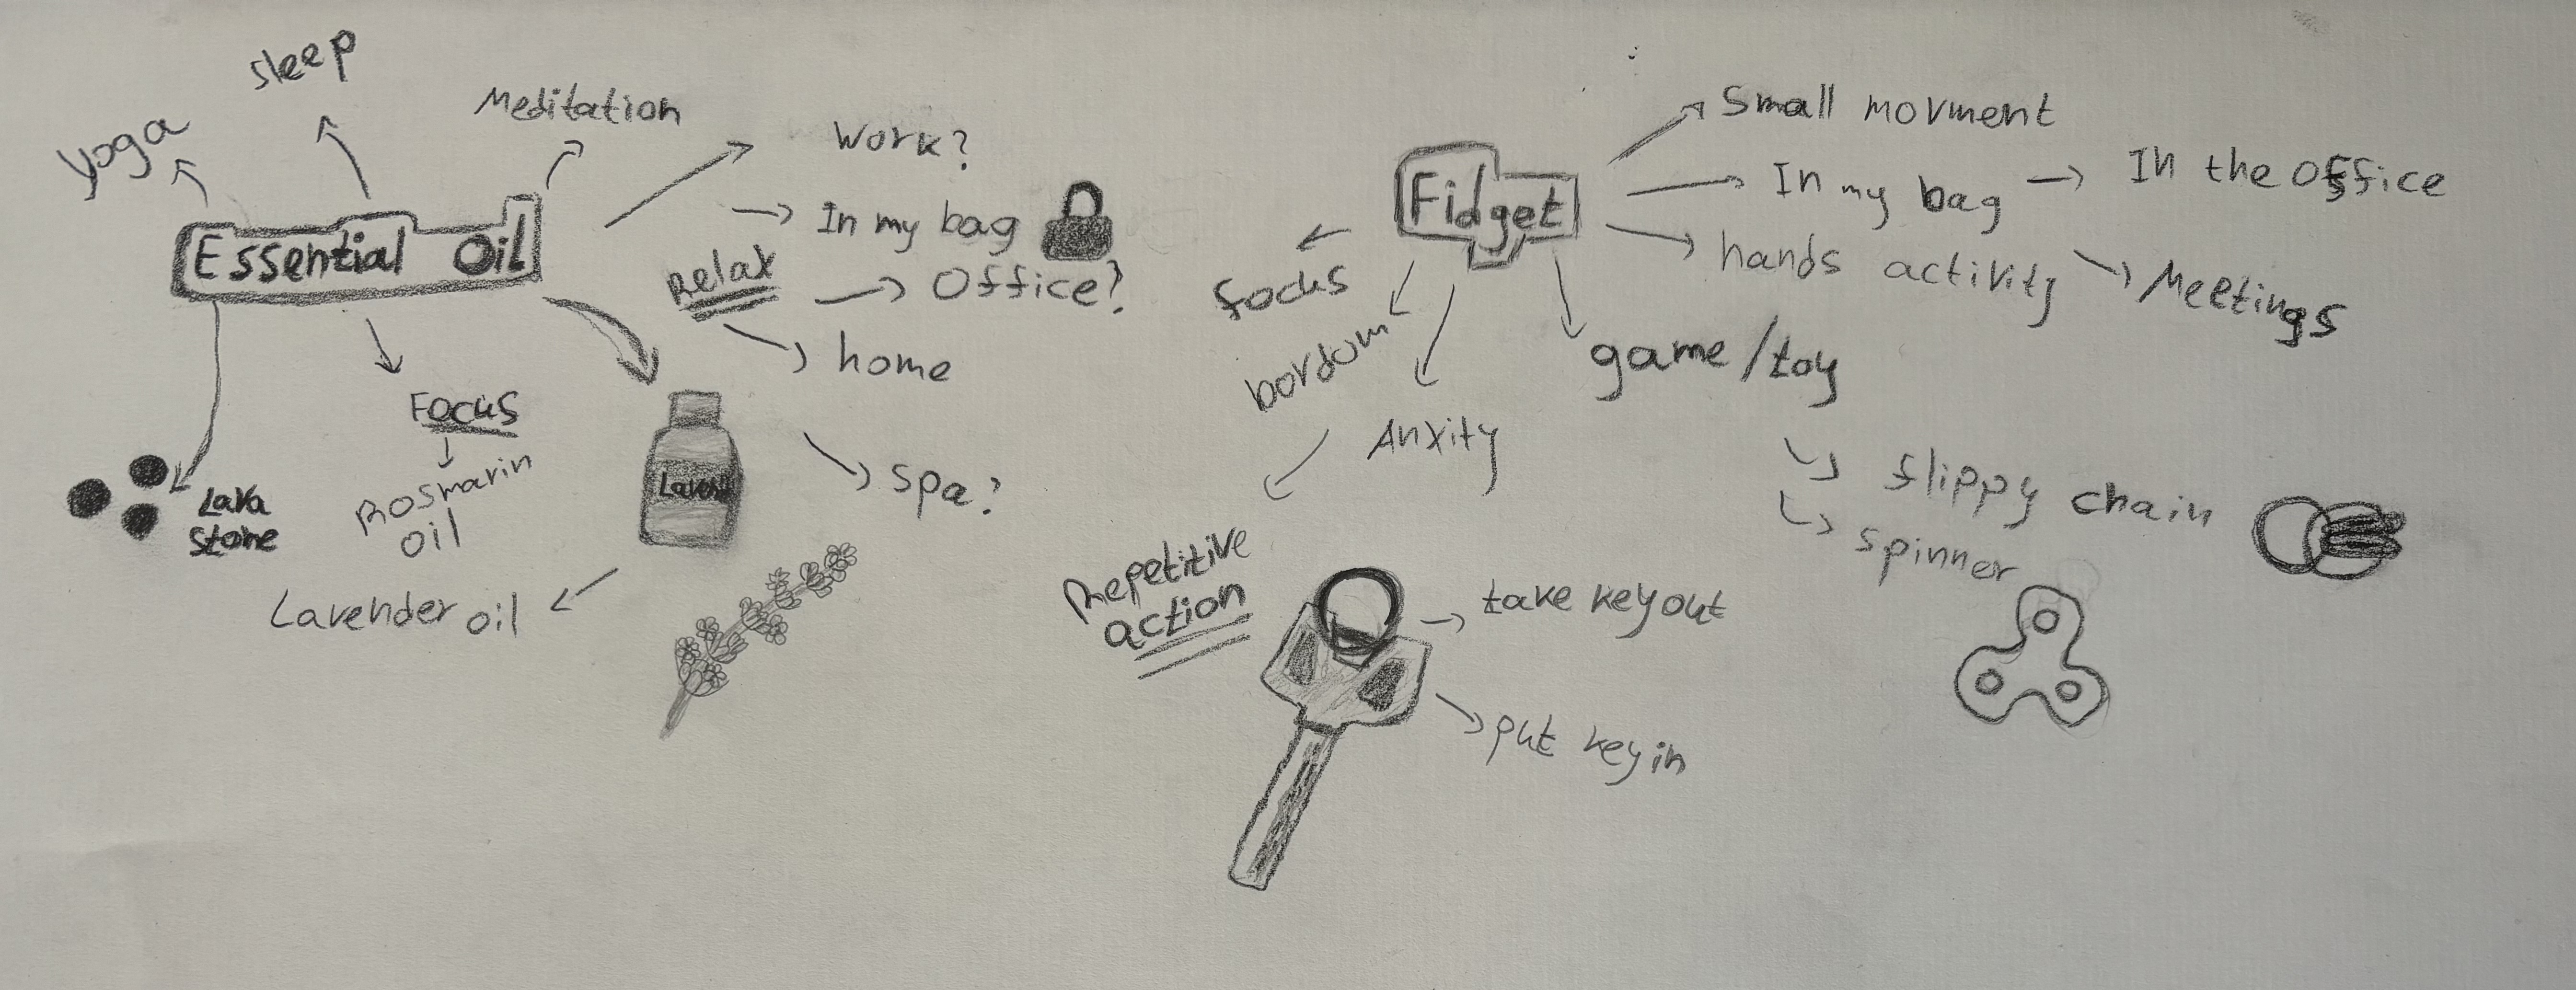 yoga
sleep
Meditation
Essential Oil
Work?
In my bag
Relax
Office?
home
spa?
Focus
Rosmarin
oil
Lava
stone
Lavender oil
Fidget
Small movment
In my bag
In the office
hands activity
Meetings
focus
bordom
Anxity
game/toy
flippy chain
spinner
Repetitive
action
take key out
put key in